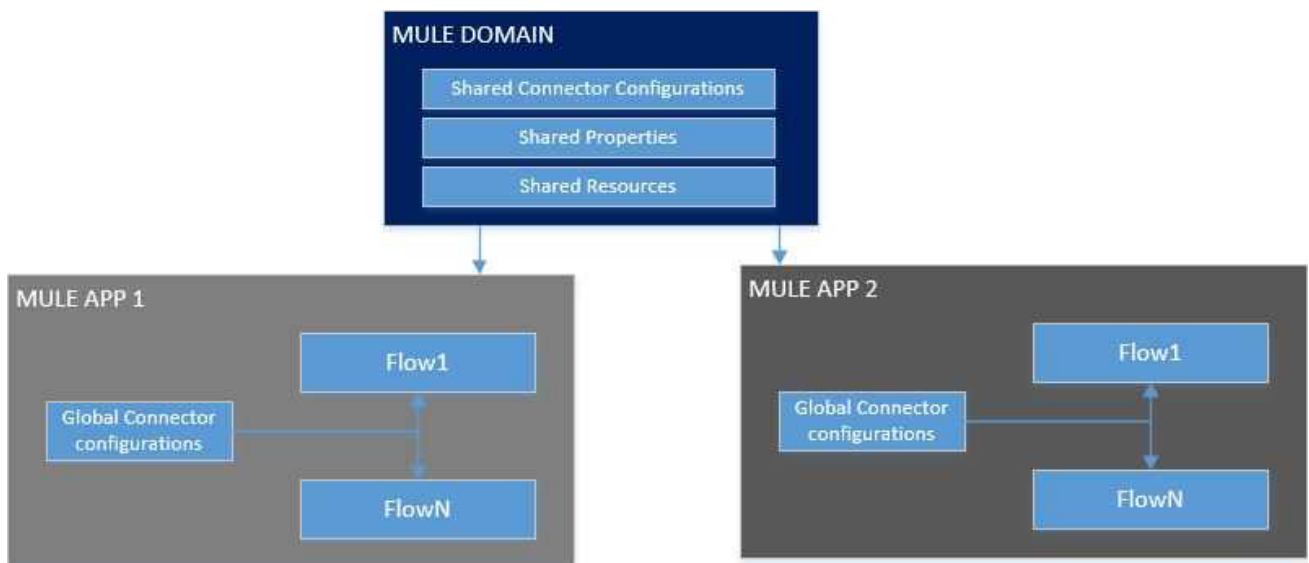 MULE DOMAIN
Shared Connector Configurations
Shared Properties
Shared Resources
MULE APP 1
Flow1
Global Connector
configurations
FlowN
MULE APP 2
Flow1
Global Connector
configurations
FlowN